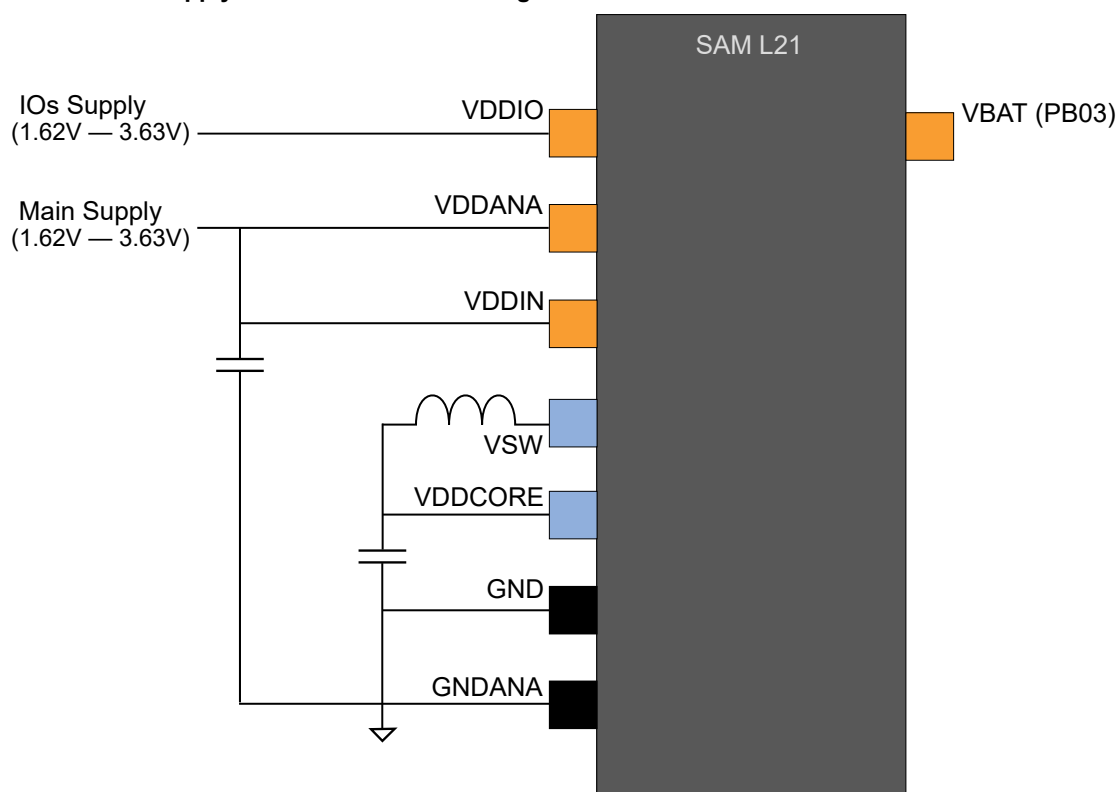 SAM L21
IOs Supply
(1.62V — 3.63V)
VDDIO
VBAT (PB03)
Main Supply
(1.62V — 3.63V)
VDDANA
VDDIN
VSW
VDDCORE
GND
GNDANA